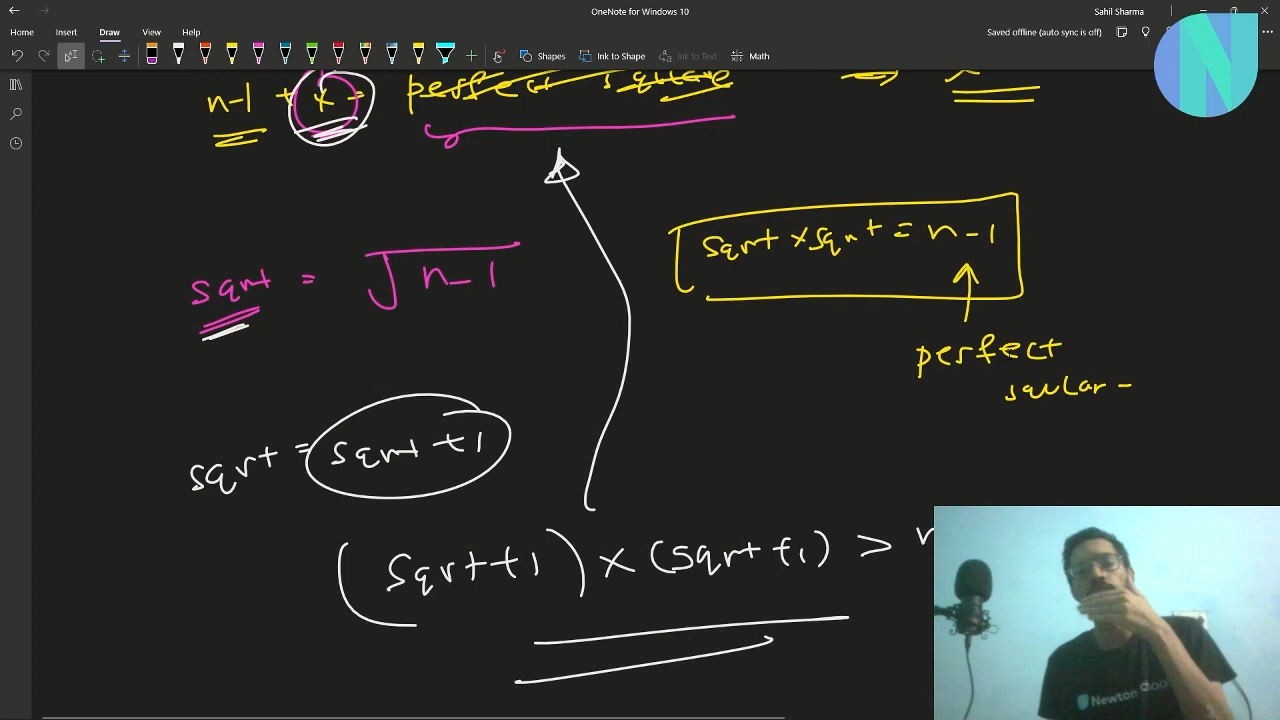 OneNote for Windows 10
Sahil Sharma
Home Insert Draw View Help
Saved offline (auto sync is off)
Shapes Ink to Shape Ink to Text Math
n-1 + x = perfect square
sqrt × sqrt = n-1
sqrt = √n-1
perfect
sqular -
sqrt = sqrt +1
(sqrt+1) × (sqrt +1) >
Newton